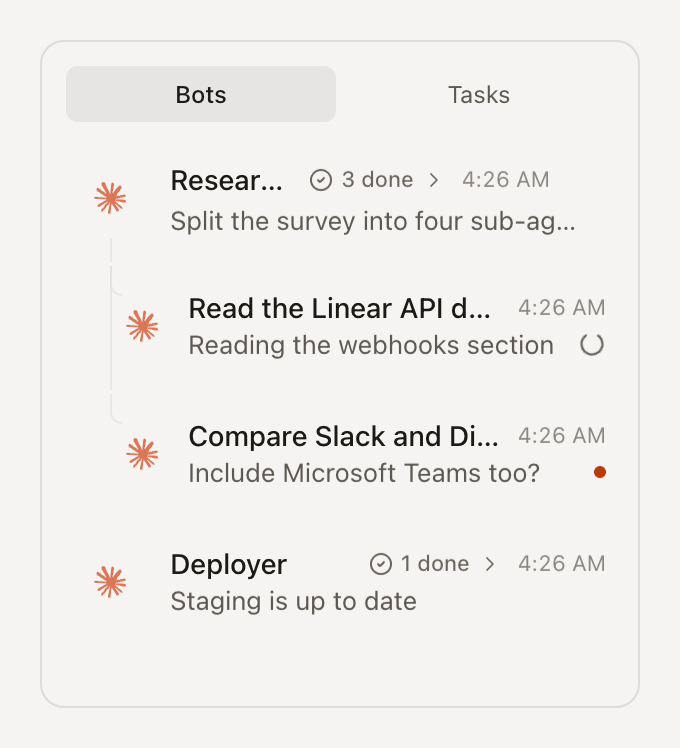 Bots Tasks
Resear... 3 done 4:26 AM
Split the survey into four sub-ag...
Read the Linear API d... 4:26 AM
Reading the webhooks section
Compare Slack and Di... 4:26 AM
Include Microsoft Teams too?
Deployer 1 done 4:26 AM
Staging is up to date